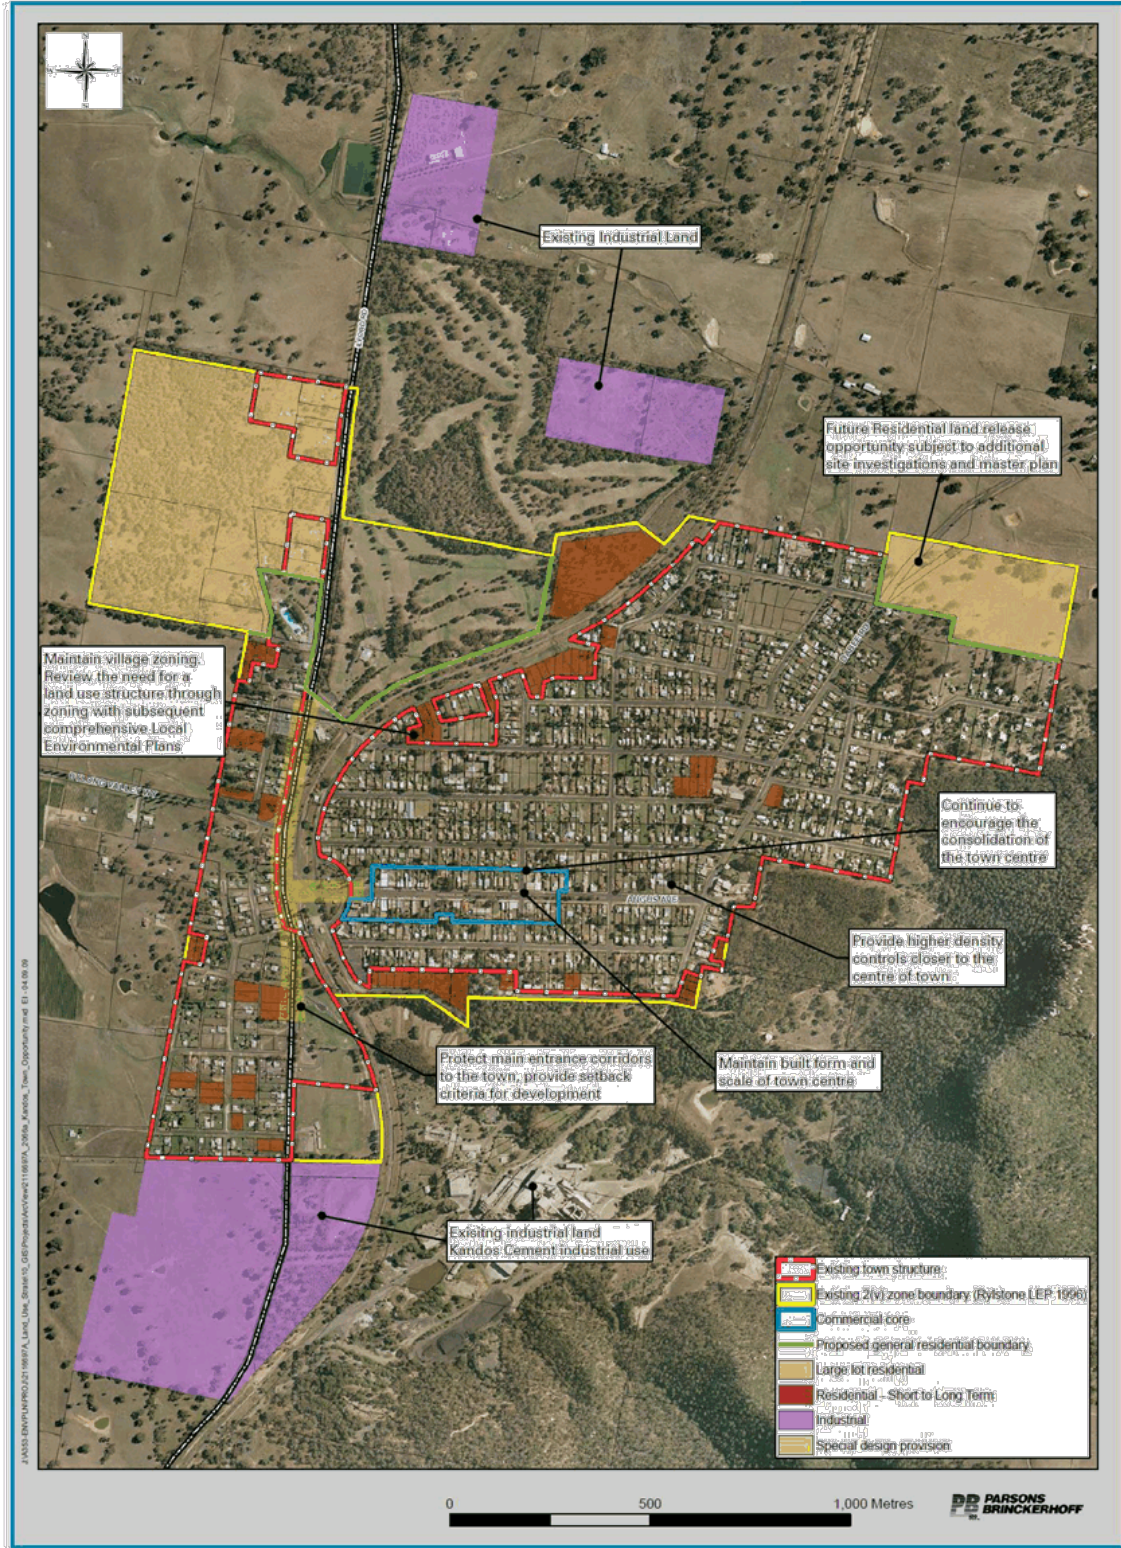 Existing Industrial Land
Future Residential land release
opportunity subject to additional
site investigations and master plan
Maintain village zoning.
Review the need for a
land use structure through
zoning with subsequent
comprehensive Local
Environmental Plans
Continue to
encourage the
consolidation of
the town centre
ANGUS AVE
Provide higher density
controls closer to the
centre of town
Protect main entrance corridors
to the town, provide setback
criteria for development
Maintain built form and
scale of town centre
Exisitng industrial land
Kandos Cement industrial use
Existing town structure
Existing 2(v) zone boundary (Rylstone LEP 1996)
Commercial core
Proposed general residential boundary
Large lot residential
Residential - Short to Long Term
Industrial
Special design provision
0 500 1,000 Metres
PB PARSONS
BRINCKERHOFF